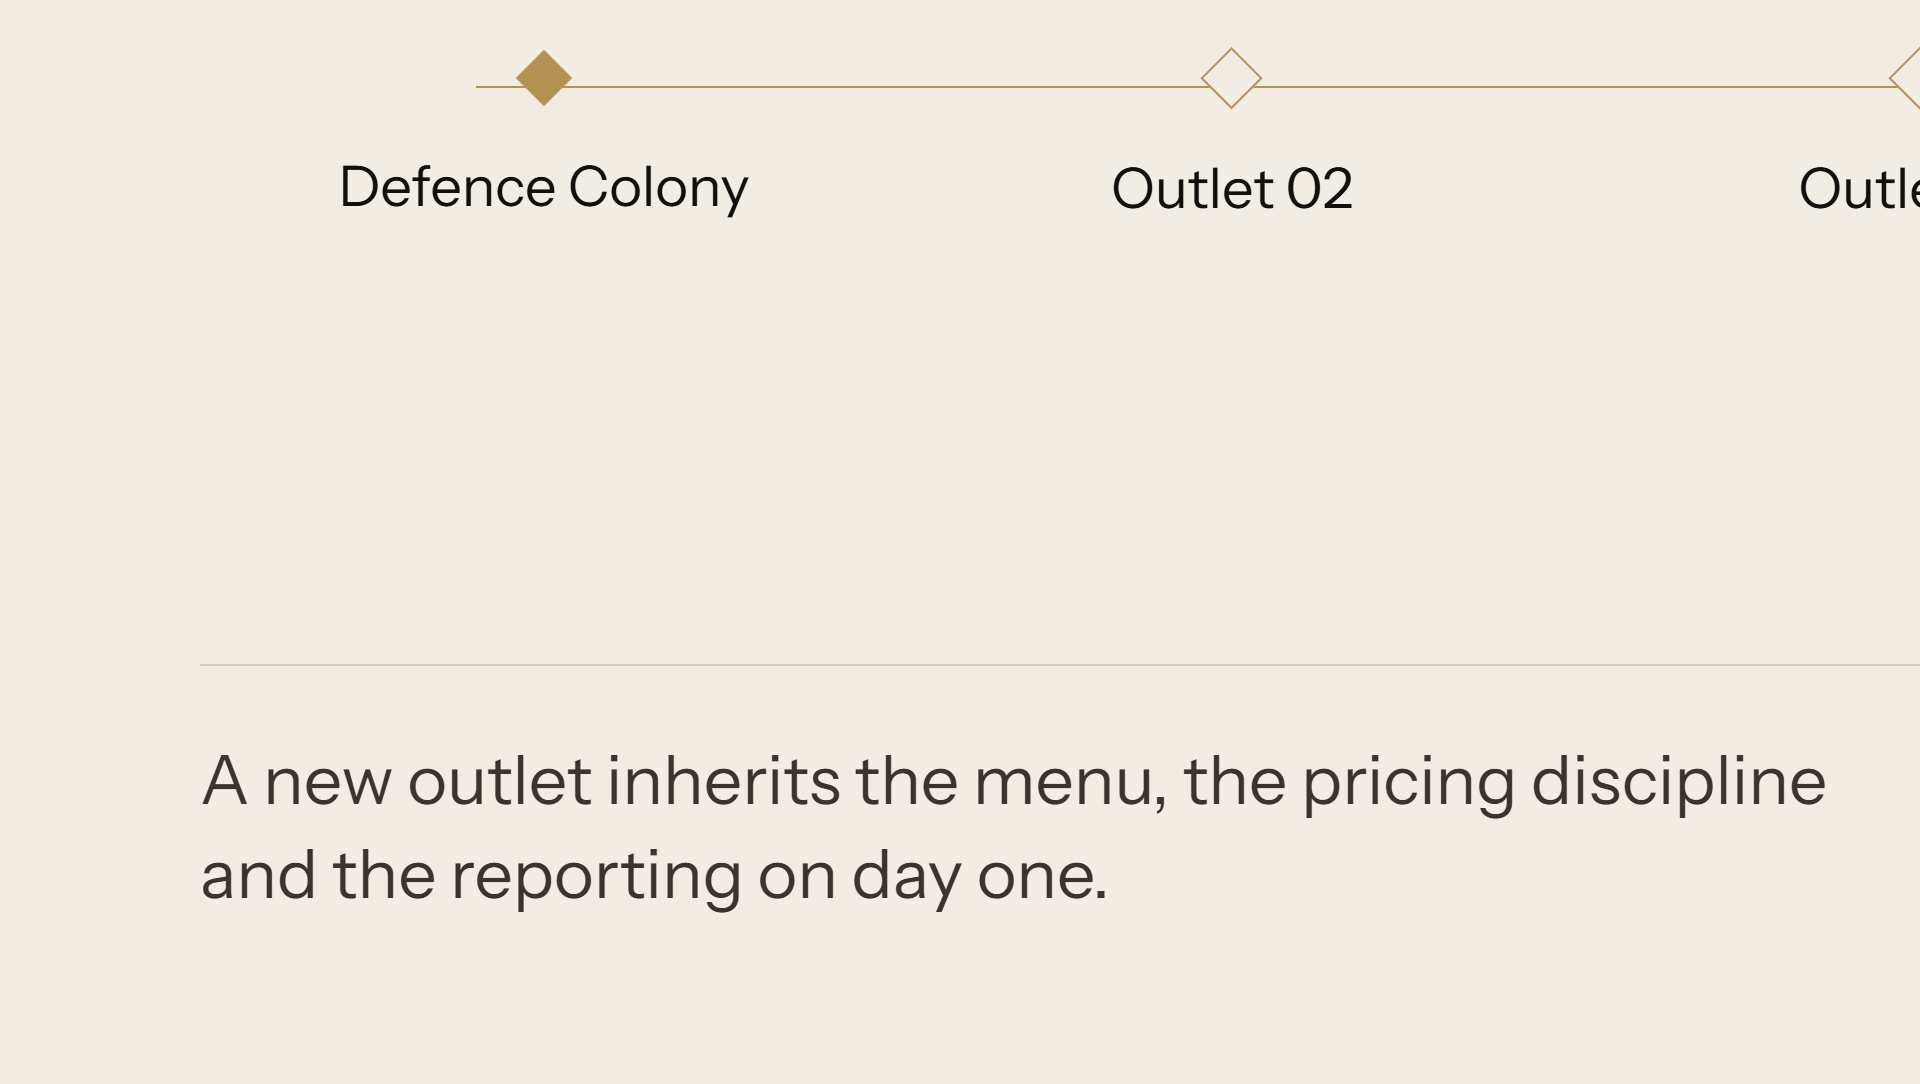 Defence Colony
Outlet 02
A new outlet inherits the menu, the pricing discipline
and the reporting on day one.